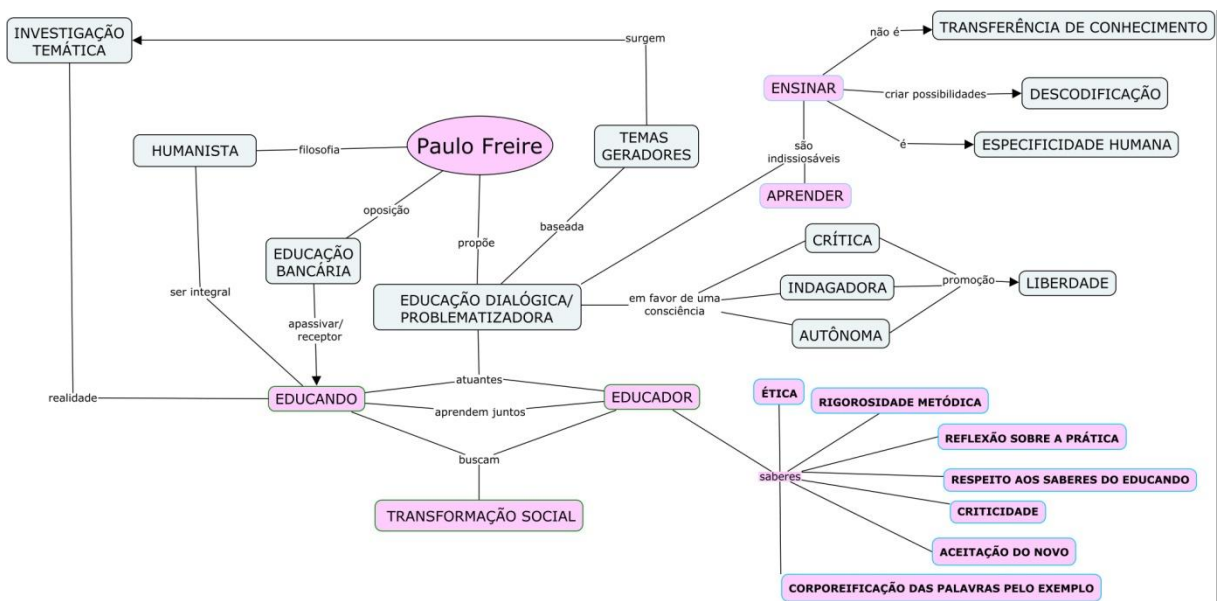 INVESTIGAÇÃO
TEMÁTICA
surgem
não é
TRANSFERÊNCIA DE CONHECIMENTO
ENSINAR
criar possibilidades
DESCODIFICAÇÃO
HUMANISTA
filosofia
Paulo Freire
TEMAS
GERADORES
são
indissiosáveis
é
ESPECIFICIDADE HUMANA
APRENDER
oposição
baseada
EDUCAÇÃO
BANCÁRIA
propõe
CRÍTICA
ser integral
EDUCAÇÃO DIALÓGICA/
PROBLEMATIZADORA
em favor de uma
consciência
INDAGADORA
promoção
LIBERDADE
apassivar/
receptor
AUTÔNOMA
realidade
EDUCANDO
atuantes
aprendem juntos
EDUCADOR
buscam
TRANSFORMAÇÃO SOCIAL
ÉTICA
RIGOROSIDADE METÓDICA
REFLEXÃO SOBRE A PRÁTICA
saberes
RESPEITO AOS SABERES DO EDUCANDO
CRITICIDADE
ACEITAÇÃO DO NOVO
CORPOREIFICAÇÃO DAS PALAVRAS PELO EXEMPLO